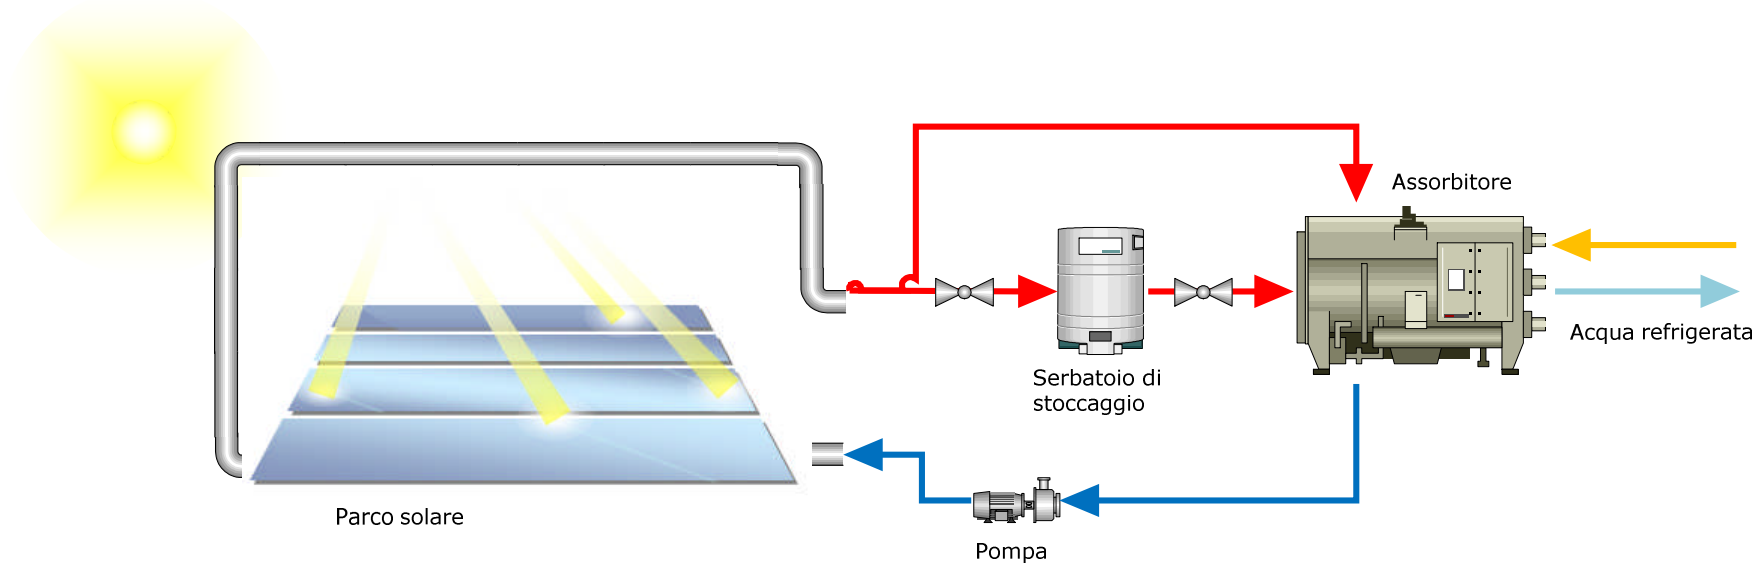 Assorbitore
Acqua refrigerata
Serbatoio di
stoccaggio
Parco solare
Pompa